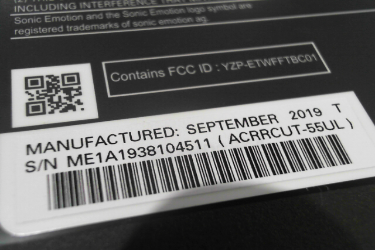 INCLUDING INTERFERENCE THAT
Sonic Emotion and the Sonic Emotion logo symbol are
registered trademarks of sonic emotion ag.
Contains FCC ID : YZP-ETWFFTBC01
MANUFACTURED: SEPTEMBER 2019 T
S/N ME1A1938104511 ( ACRRCUT-55UL )